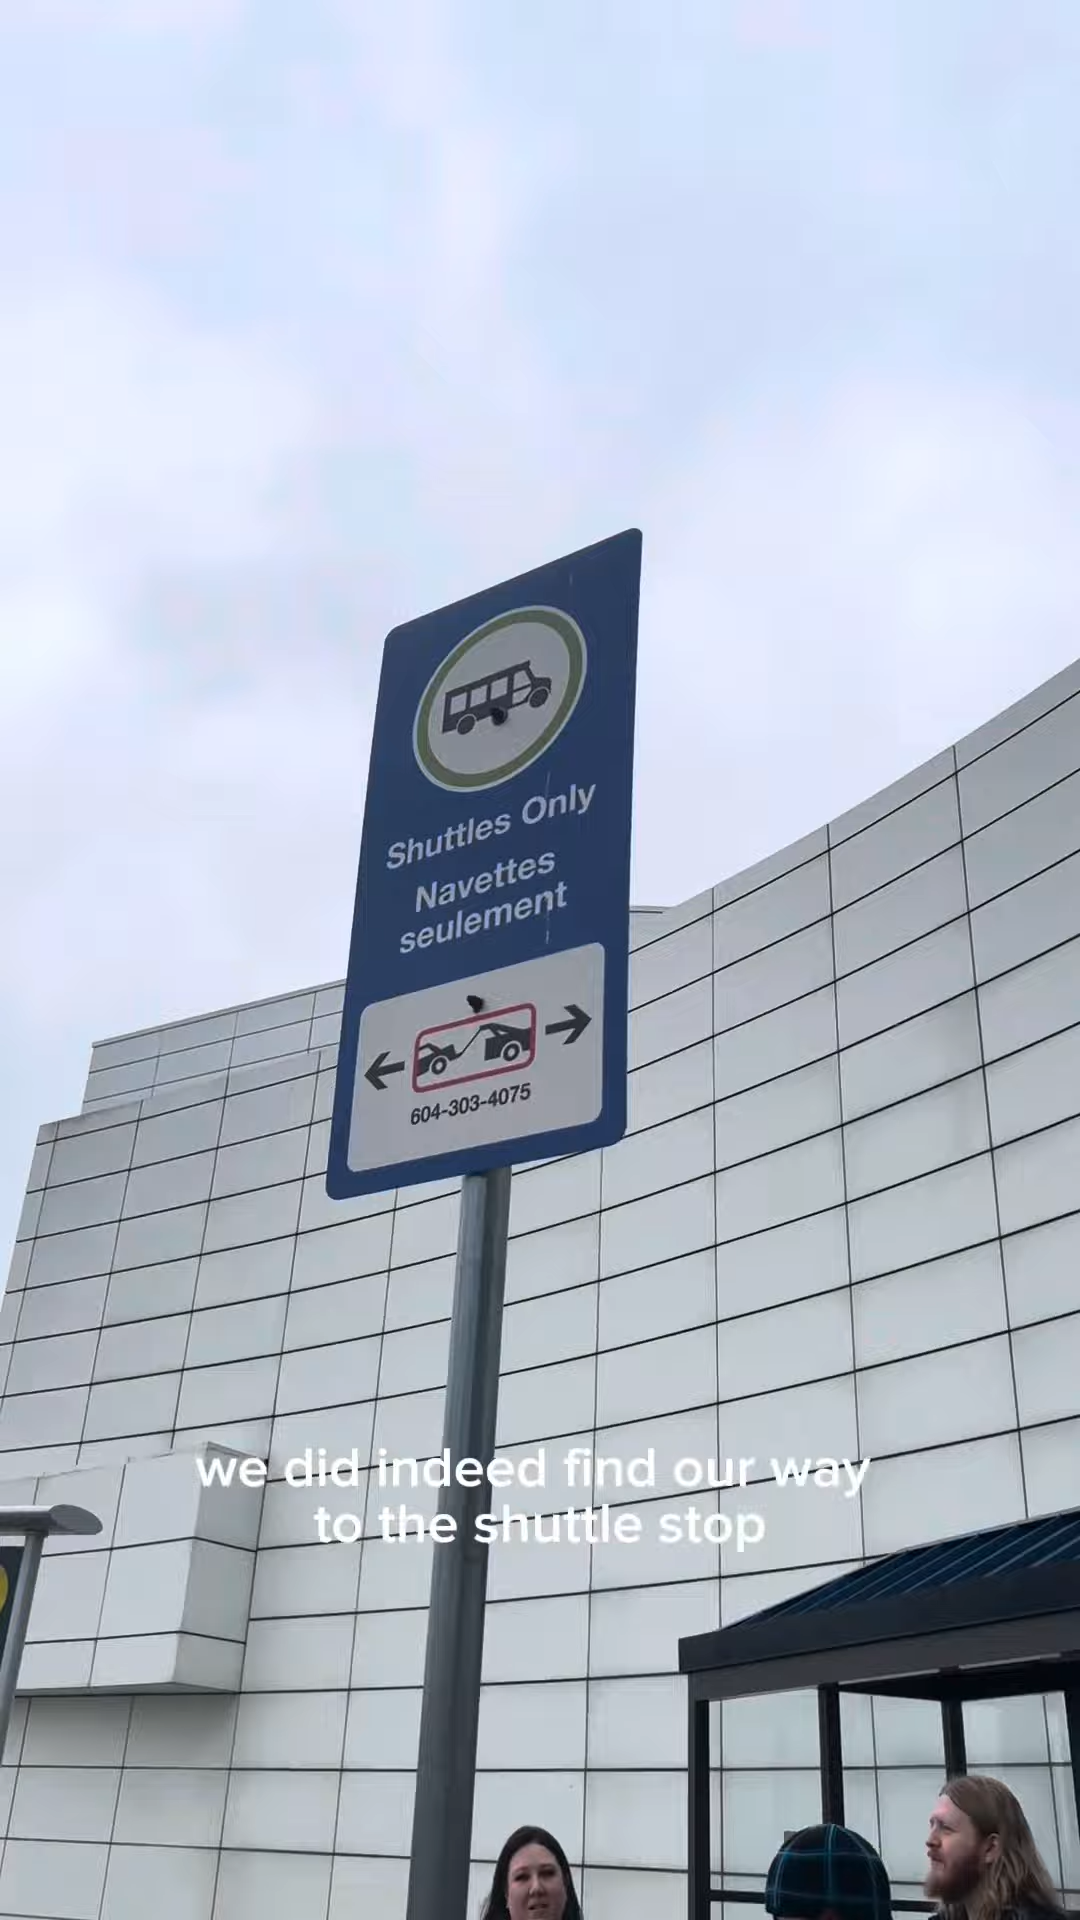 Shuttles Only
Navettes
seulement
604-303-4075
we did indeed find our way
to the shuttle stop